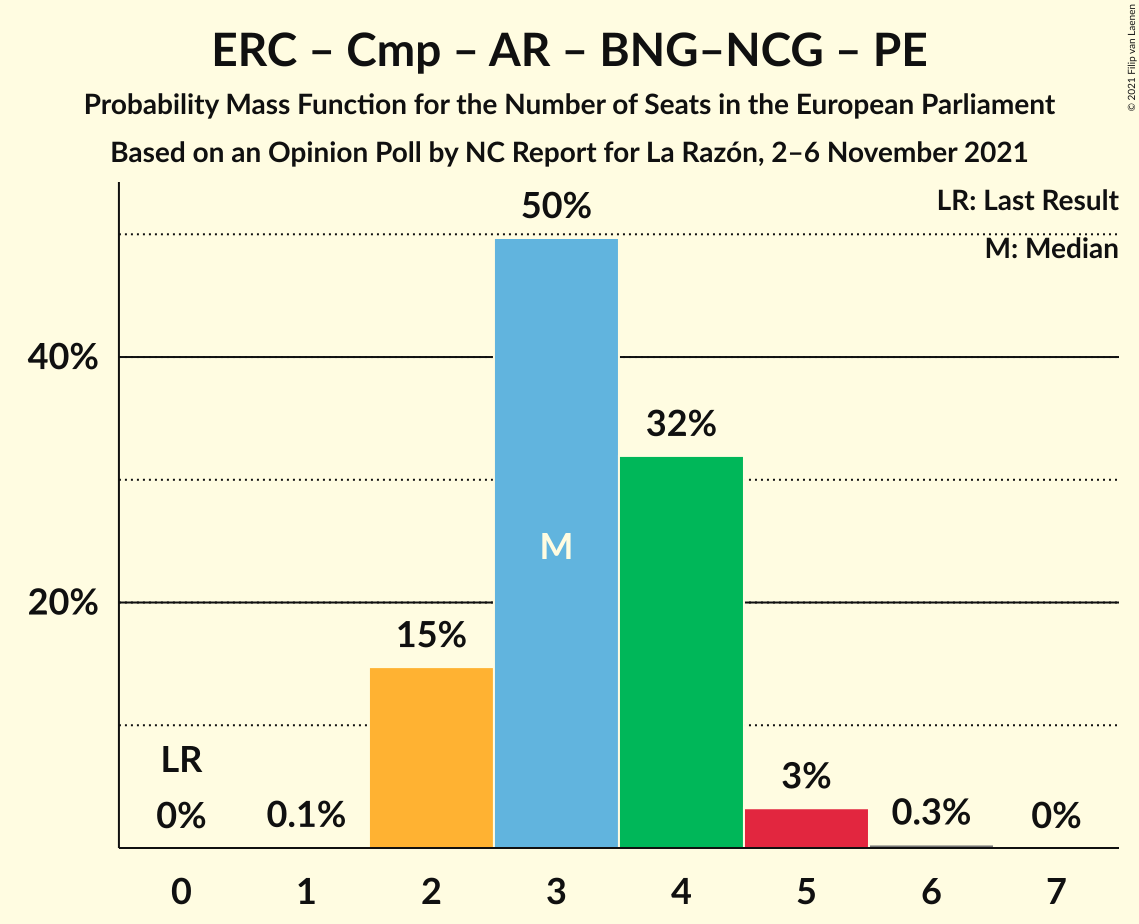 ERC – Cmp – AR – BNG–NCG – PE
Probability Mass Function for the Number of Seats in the European Parliament
Based on an Opinion Poll by NC Report for La Razón, 2–6 November 2021
© 2021 Filip van Laenen
LR: Last Result
M: Median
50%
40%
32%
M
20%
15%
LR
0%
0.1%
3%
0.3%
0%
0 1 2 3 4 5 6 7